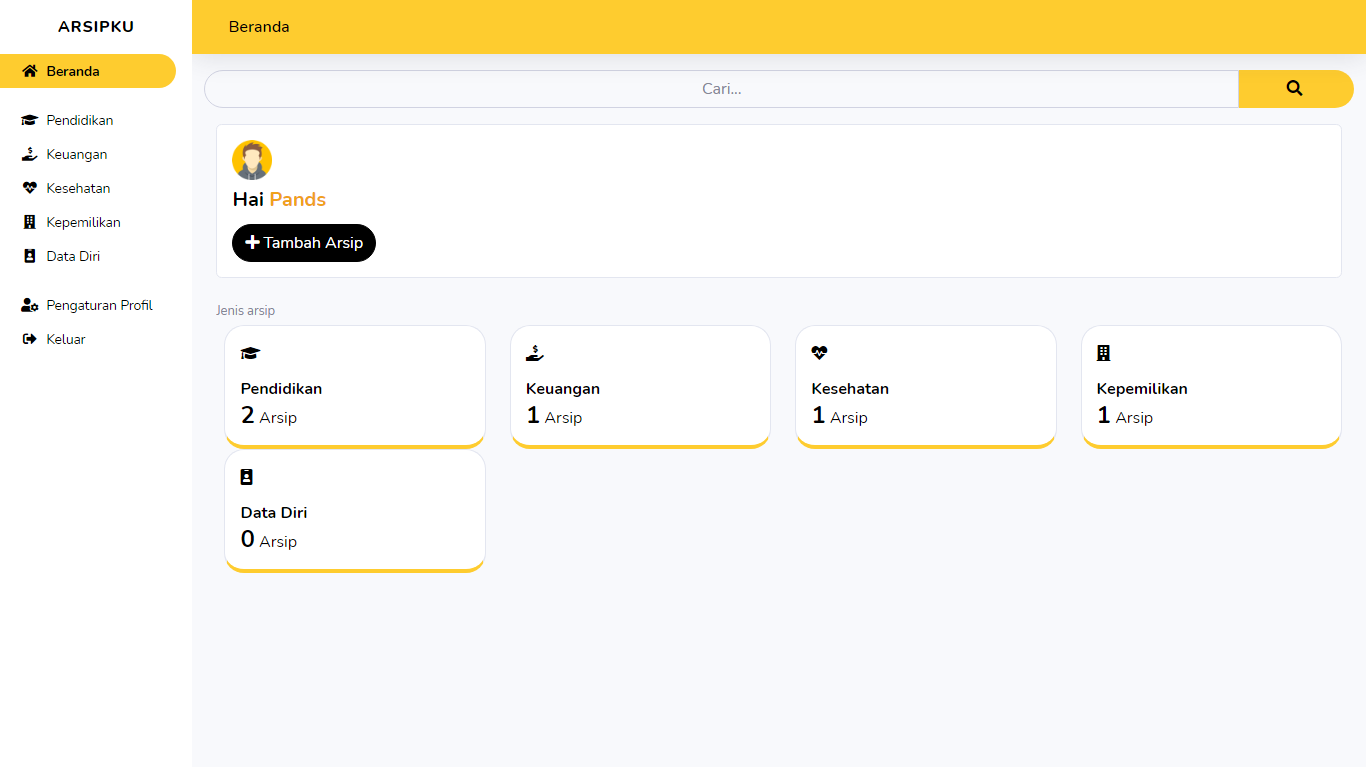 ARSIPKU
Beranda
Beranda
Pendidikan
Keuangan
Kesehatan
Kepemilikan
Data Diri
Pengaturan Profil
Keluar
Cari...
Hai Pands
Tambah Arsip
Jenis arsip
Pendidikan
2 Arsip
Keuangan
1 Arsip
Kesehatan
1 Arsip
Kepemilikan
1 Arsip
Data Diri
0 Arsip